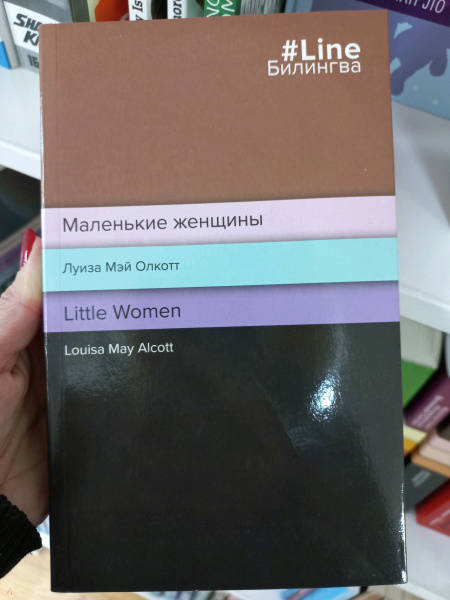 #Line
Билингва
Маленькие женщины
Луиза Мэй Олкотт
Little Women
Louisa May Alcott